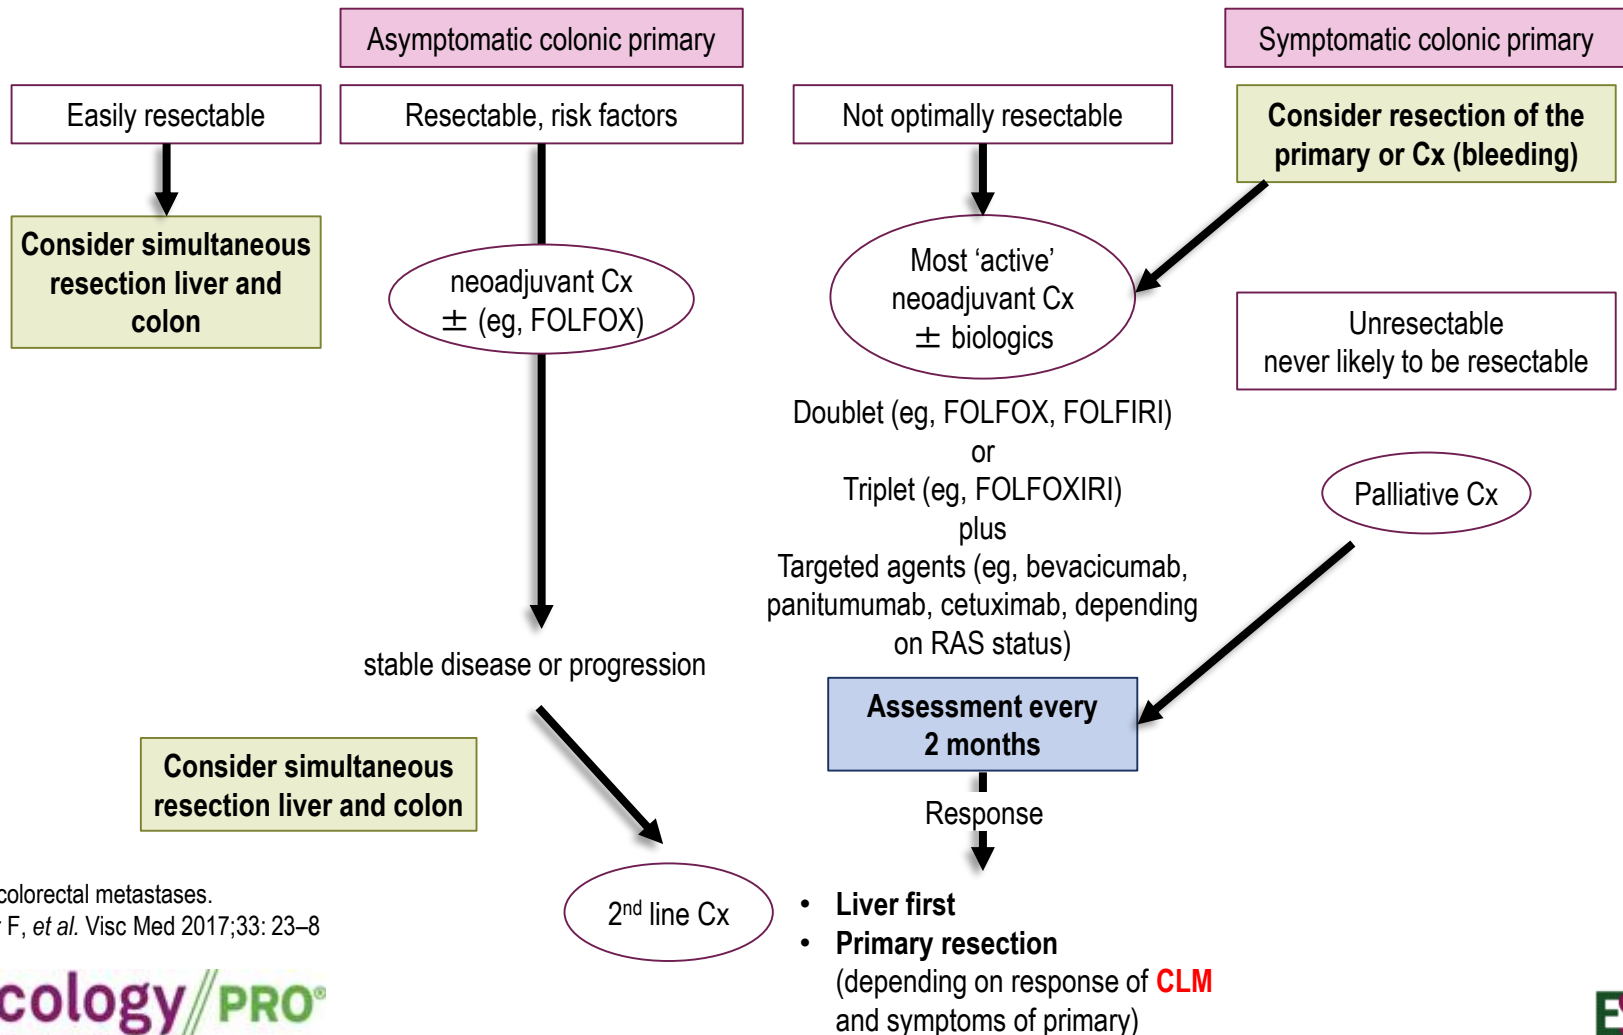 Asymptomatic colonic primary
Symptomatic colonic primary
Easily resectable
Resectable, risk factors
Not optimally resectable
Consider resection of the
primary or Cx (bleeding)
Consider simultaneous
resection liver and
colon
neoadjuvant Cx
± (eg, FOLFOX)
Most ‘active’
neoadjuvant Cx
± biologics
Unresectable
never likely to be resectable
Doublet (eg, FOLFOX, FOLFIRI)
or
Triplet (eg, FOLFOXIRI)
plus
Targeted agents (eg, bevacicumab,
panitumumab, cetuximab, depending
on RAS status)
Palliative Cx
stable disease or progression
Assessment every
2 months
Consider simultaneous
resection liver and colon
Response
2nd line Cx
• Liver first
• Primary resection
(depending on response of CLM
and symptoms of primary)
colorectal metastases.
F, et al. Visc Med 2017;33: 23–8
cology//PRO®